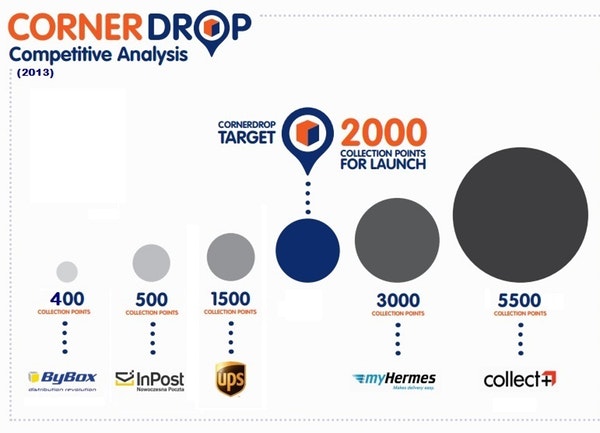 CORNERDROP
Competitive Analysis
(2013)
CORNERDROP
TARGET
2000
COLLECTION POINTS
FOR LAUNCH
400
COLLECTION POINTS
500
COLLECTION POINTS
1500
COLLECTION POINTS
3000
COLLECTION POINTS
5500
COLLECTION POINTS
ByBox
distribution revolution
InPost
Nowoczesna Poczta
ups
myHermes
Makes delivery easy
collect+